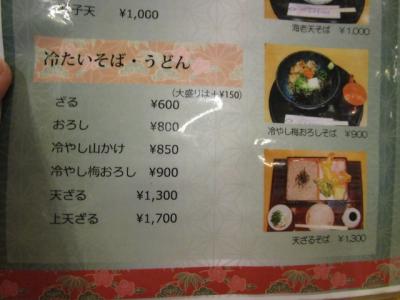 子天 ¥1,000
冷たいそば・うどん
(大盛りは+¥150)
ざる ¥600
おろし ¥800
冷やし山かけ ¥850
冷やし梅おろし ¥900
天ざる ¥1,300
上天ざる ¥1,700
海老天そば ¥1,000
冷やし梅おろしそば ¥900
天ざるそば ¥1,300